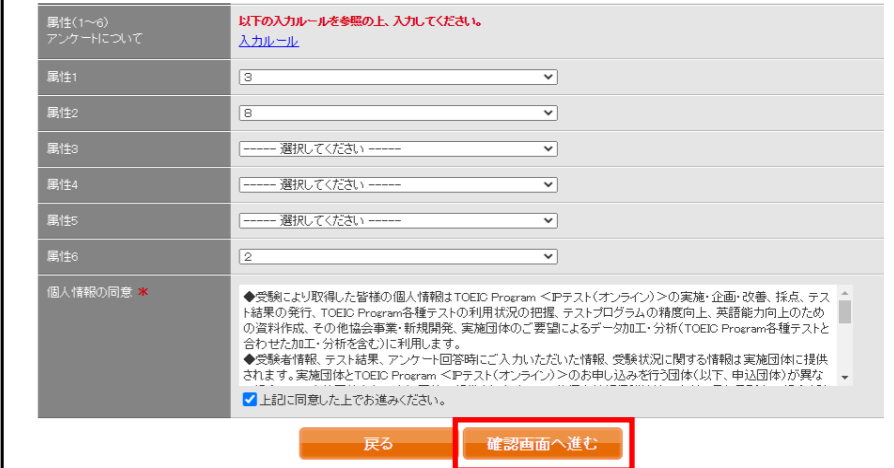 属性(1～6)
アンケートについて
以下の入力ルールを参照の上、入力してください。
入力ルール
属性1
3
属性2
8
属性3
----- 選択してください -----
属性4
----- 選択してください -----
属性5
----- 選択してください -----
属性6
2
個人情報の同意 *
◆受験により取得した皆様の個人情報はTOEIC Program <IPテスト(オンライン)>の実施・企画・改善、採点、テス
ト結果の発行、TOEIC Program各種テストの利用状況の把握、テストプログラムの精度向上、英語能力向上のため
の資料作成、その他協会事業・新規開発、実施団体のご要望によるデータ加工・分析(TOEIC Program各種テストと
合わせた加工・分析を含む)に利用します。
◆受験者情報、テスト結果、アンケート回答時にご入力いただいた情報、受験状況に関する情報は実施団体に提供
されます。実施団体とTOEIC Program <IPテスト(オンライン)>のお申し込みを行う団体(以下、申込団体)が異な
上記に同意した上でお進みください。
戻る
確認画面へ進む